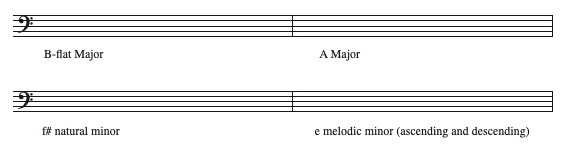 B-flat Major
A Major
f# natural minor
e melodic minor (ascending and descending)